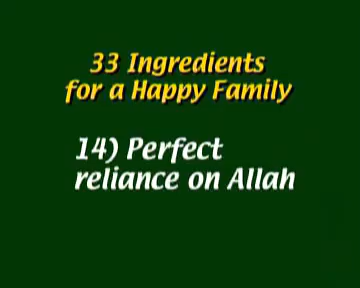 33 Ingredients
for a Happy Family
14) Perfect
reliance on Allah